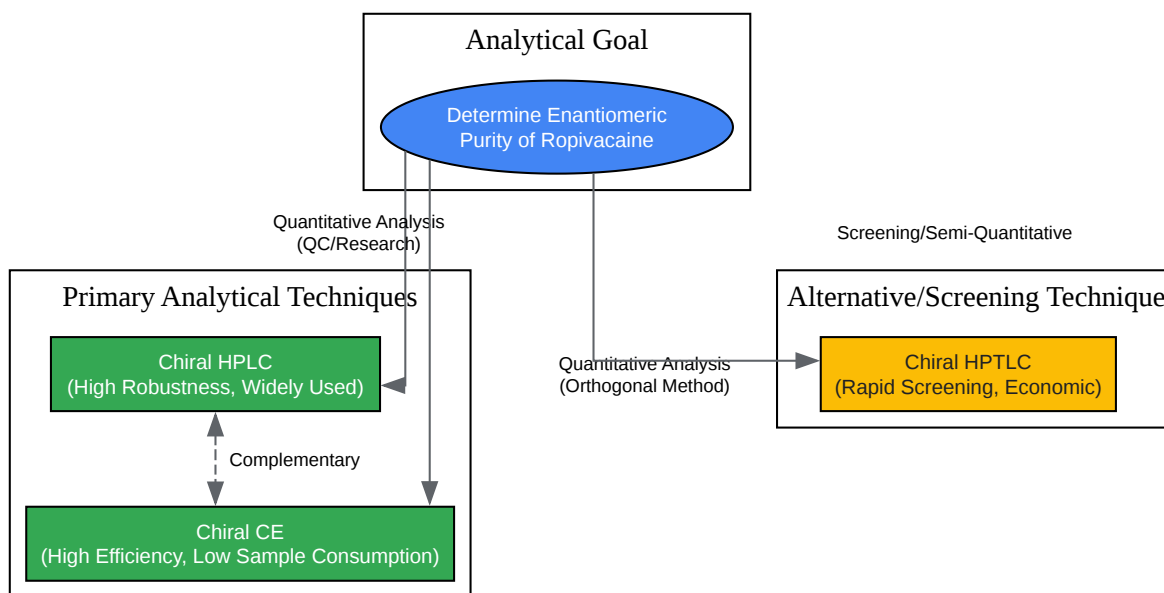 Analytical Goal
Determine Enantiomeric
Purity of Ropivacaine
Quantitative Analysis
(QC/Research)
Screening/Semi-Quantitative
Primary Analytical Techniques
Alternative/Screening Technique
Chiral HPLC
(High Robustness, Widely Used)
Quantitative Analysis
(Orthogonal Method)
Chiral HPTLC
(Rapid Screening, Economic)
Complementary
Chiral CE
(High Efficiency, Low Sample Consumption)